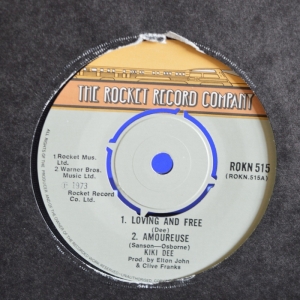 THE ROCKET RECORD COMPANY
1 Rocket Mus.
Ltd.
2 Warner Bros.
Music Ltd.
℗ 1973
Rocket Record
Co. Ltd.
ROKN 515
(ROKN.515A)
1. LOVING AND FREE
(Dee)
2. AMOUREUSE
(Sanson—Osborne)
KIKI DEE
Prod. by Elton John
& Clive Franks